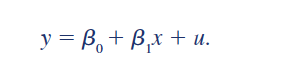 y = β₀ + β₁x + u.